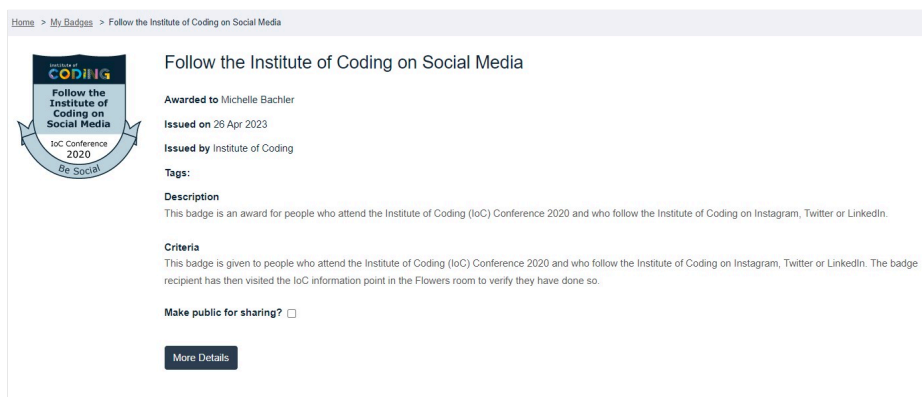 Home > My Badges > Follow the Institute of Coding on Social Media
Institute of
CODING
Follow the
Institute of
Coding on
Social Media
IoC Conference
2020
Be Social
Follow the Institute of Coding on Social Media
Awarded to Michelle Bachler
Issued on 26 Apr 2023
Issued by Institute of Coding
Tags:
Description
This badge is an award for people who attend the Institute of Coding (IoC) Conference 2020 and who follow the Institute of Coding on Instagram, Twitter or LinkedIn.
Criteria
This badge is given to people who attend the Institute of Coding (IoC) Conference 2020 and who follow the Institute of Coding on Instagram, Twitter or LinkedIn. The badge
recipient has then visited the IoC information point in the Flowers room to verify they have done so.
Make public for sharing?
More Details